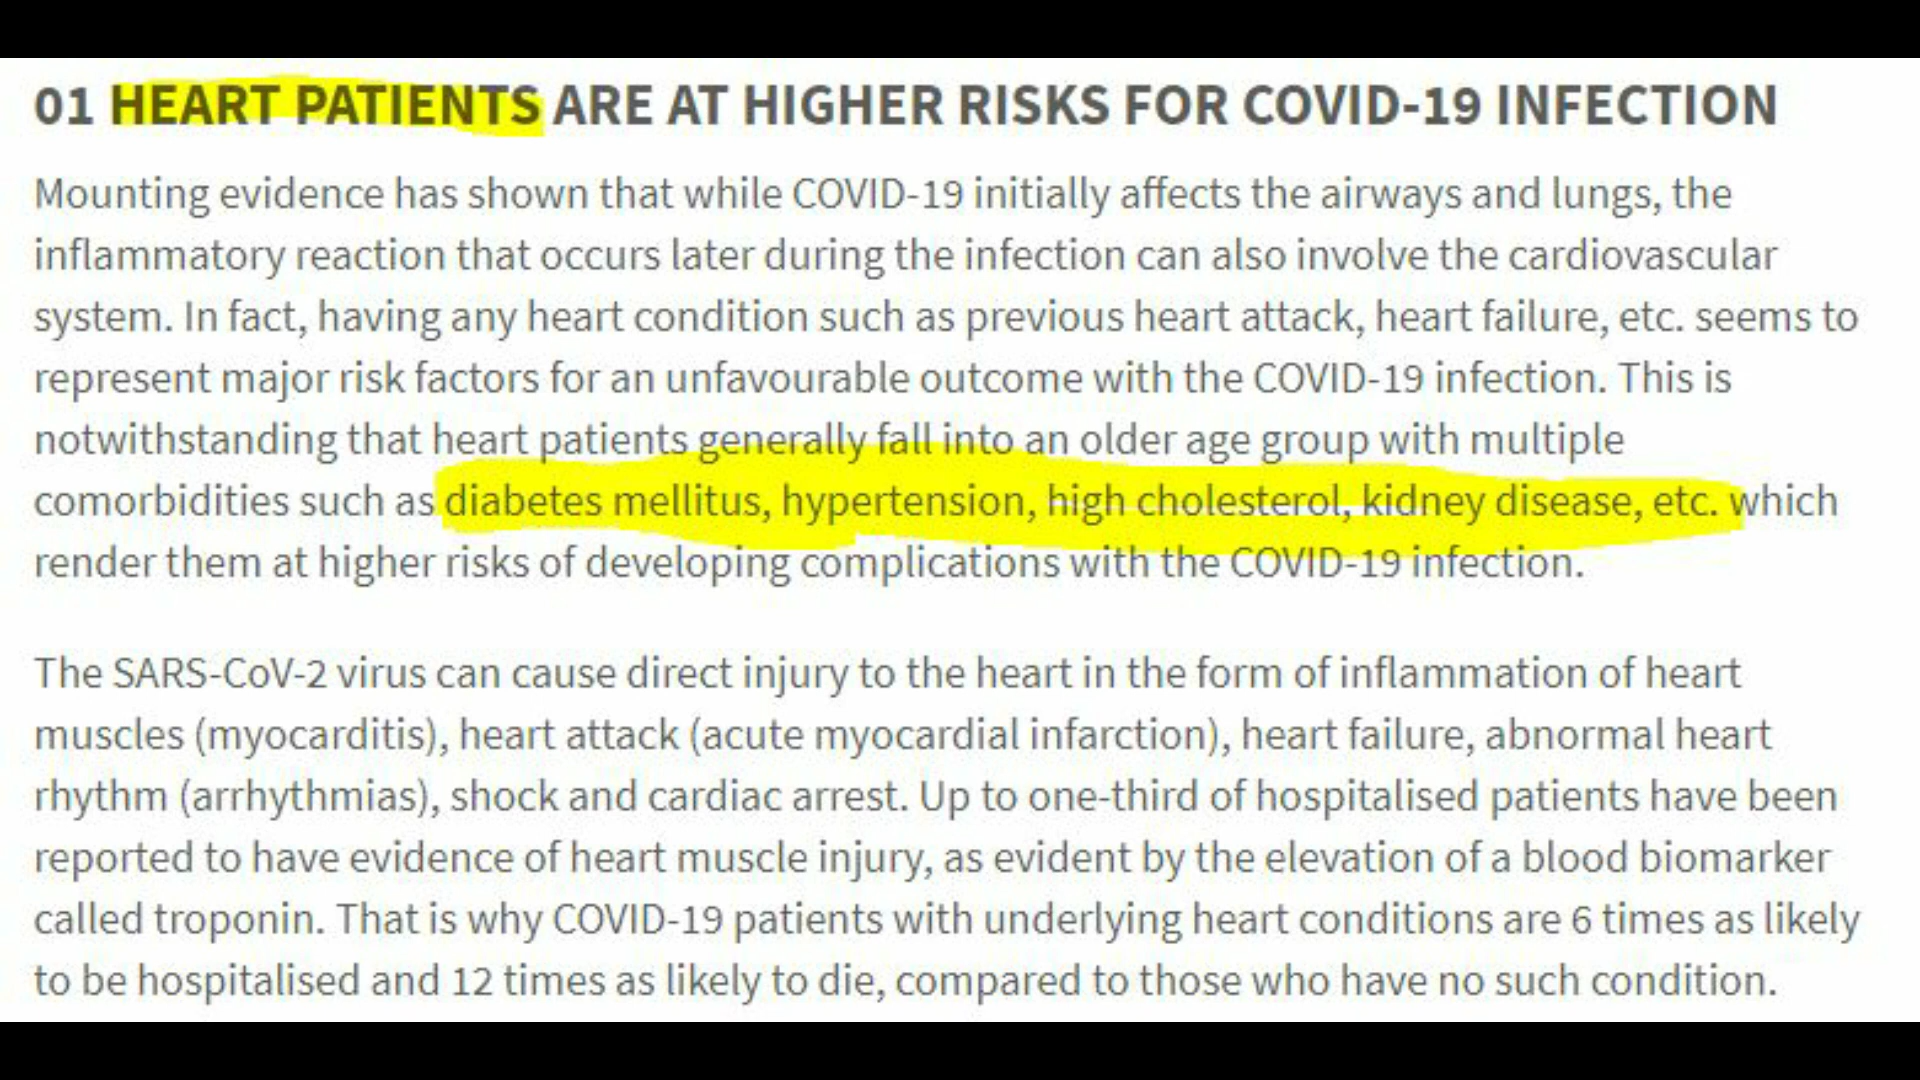 01 HEART PATIENTS ARE AT HIGHER RISKS FOR COVID-19 INFECTION
Mounting evidence has shown that while COVID-19 initially affects the airways and lungs, the
inflammatory reaction that occurs later during the infection can also involve the cardiovascular
system. In fact, having any heart condition such as previous heart attack, heart failure, etc. seems to
represent major risk factors for an unfavourable outcome with the COVID-19 infection. This is
notwithstanding that heart patients generally fall into an older age group with multiple
comorbidities such as diabetes mellitus, hypertension, high cholesterol, kidney disease, etc. which
render them at higher risks of developing complications with the COVID-19 infection.
The SARS-CoV-2 virus can cause direct injury to the heart in the form of inflammation of heart
muscles (myocarditis), heart attack (acute myocardial infarction), heart failure, abnormal heart
rhythm (arrhythmias), shock and cardiac arrest. Up to one-third of hospitalised patients have been
reported to have evidence of heart muscle injury, as evident by the elevation of a blood biomarker
called troponin. That is why COVID-19 patients with underlying heart conditions are 6 times as likely
to be hospitalised and 12 times as likely to die, compared to those who have no such condition.